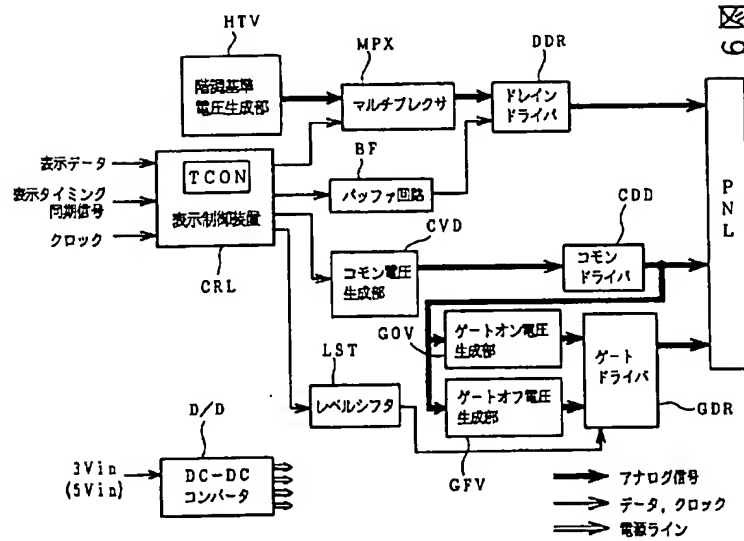 図 9
HTV
MPX
DDR
階調基準
電圧生成部
マルチプレクサ
ドレイン
ドライバ
表示データ
表示タイミング
同期信号
クロック
TCON
表示制御装置
CRL
BF
バッファ回路
CVD
コモン電圧
生成部
CDD
コモン
ドライバ
PNL
GOV
ゲートオン電圧
生成部
ゲート
ドライバ
LST
レベルシフタ
ゲートオフ電圧
生成部
GFV
GDR
D/D
3Vin
(5Vin)
DC-DC
コンバータ
アナログ信号
データ, クロック
電源ライン